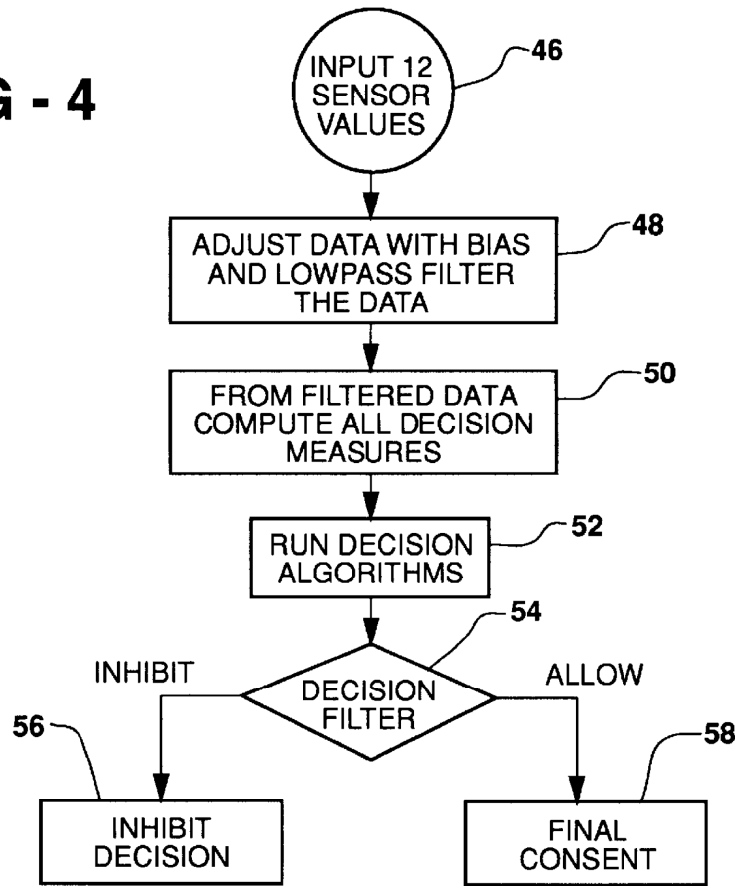 G - 4
INPUT 12
SENSOR
VALUES
46
ADJUST DATA WITH BIAS
AND LOWPASS FILTER
THE DATA
48
FROM FILTERED DATA
COMPUTE ALL DECISION
MEASURES
50
RUN DECISION
ALGORITHMS
52
54
INHIBIT
DECISION
FILTER
ALLOW
56
INHIBIT
DECISION
58
FINAL
CONSENT